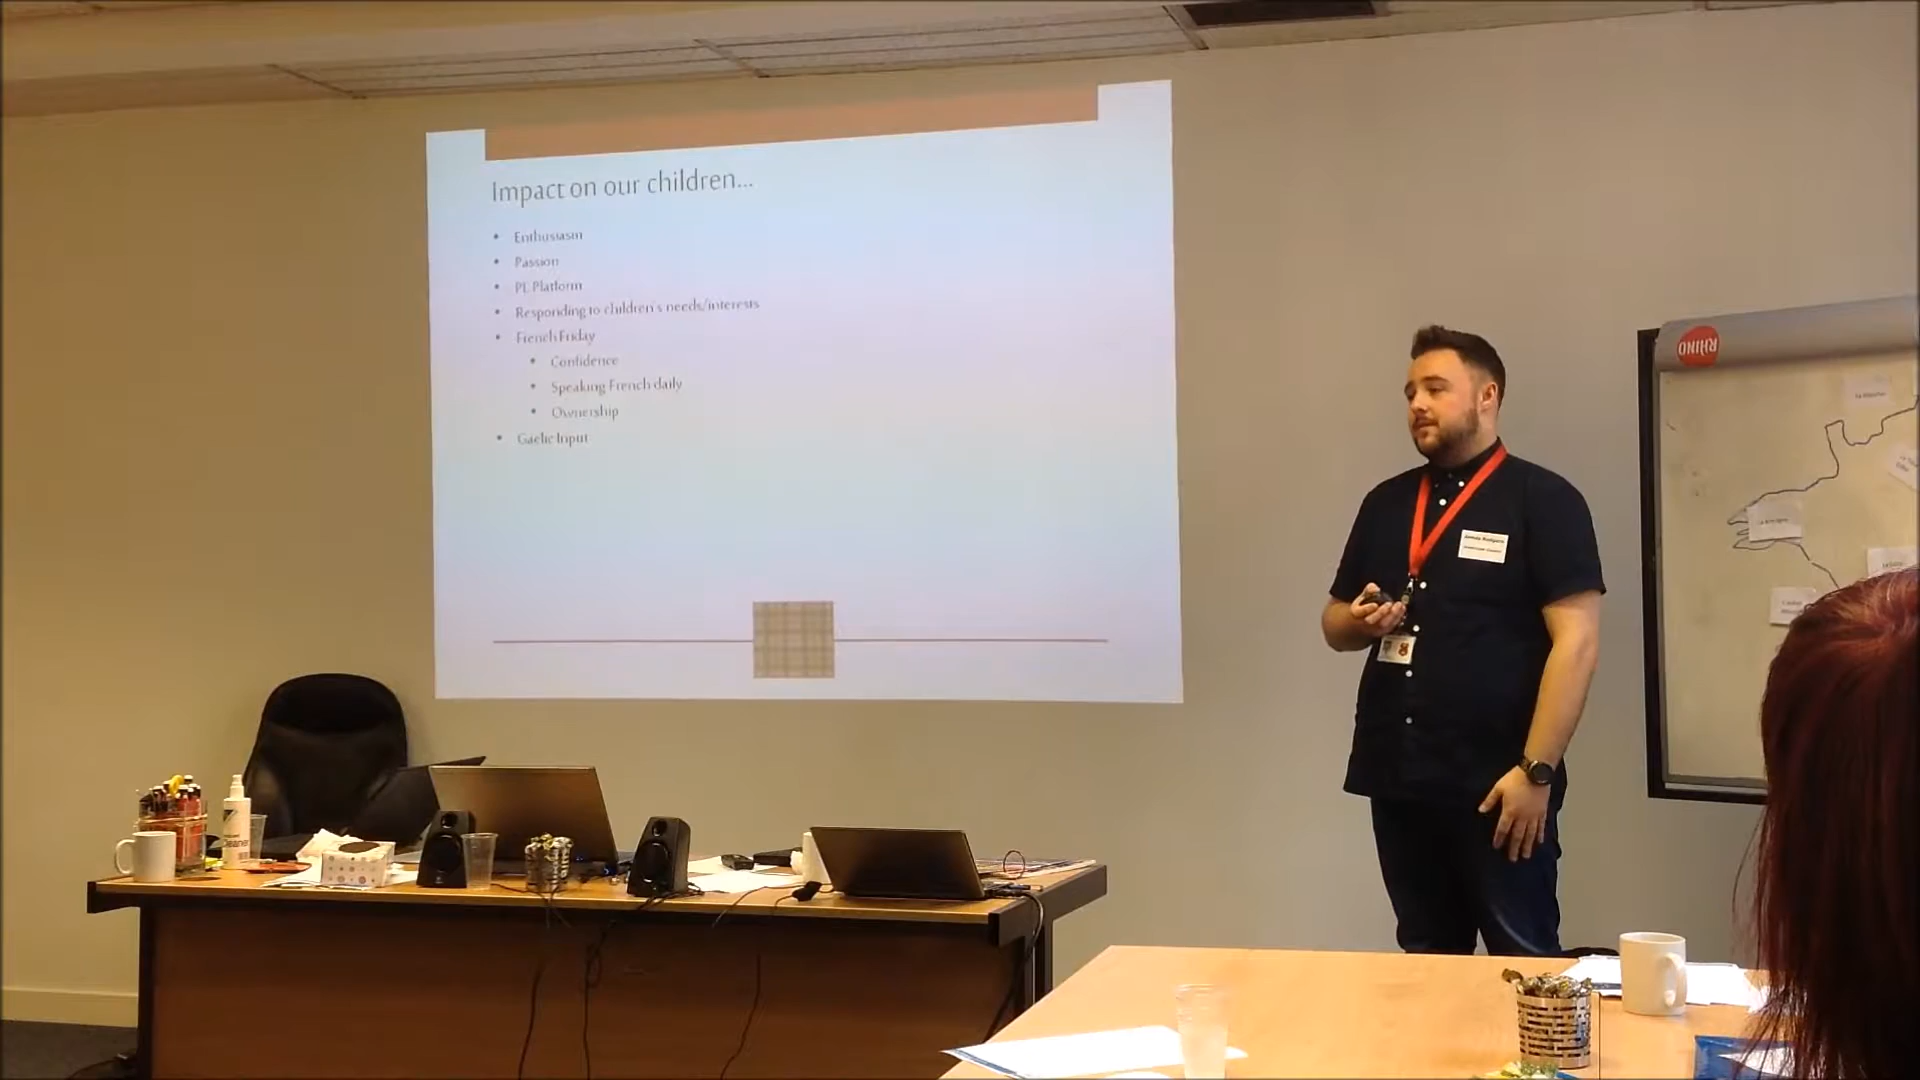 Impact on our children...
• Enthusiasm
• Passion
• PL Platform
• Responding to children's needs/interests
• French Friday
• Confidence
• Speaking French daily
• Ownership
• Gaelic Input
RHINO